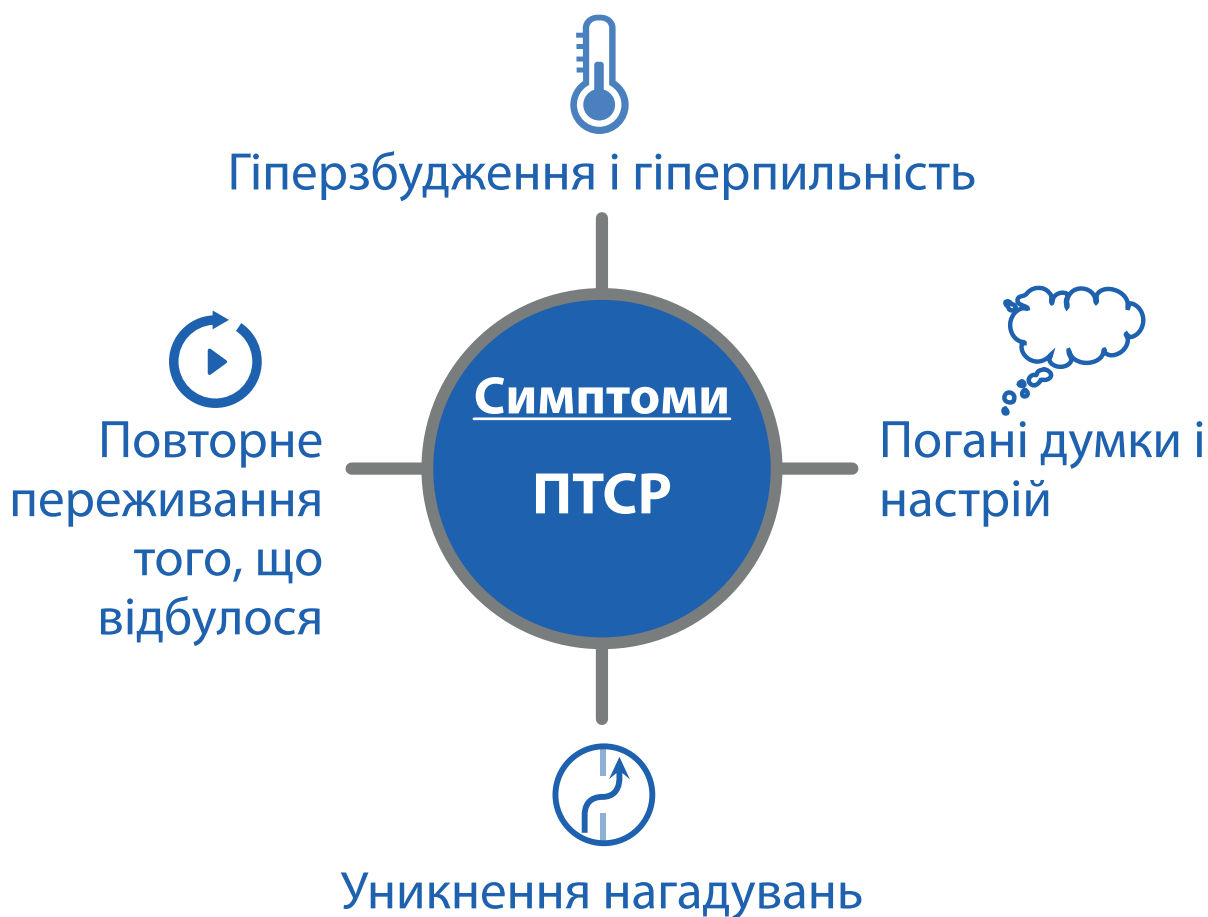 Гіперзбудження і гіперпильність
Симптоми
ПТСР
Повторне
переживання
того, що
відбулося
Погані думки і
настрій
Уникнення нагадувань